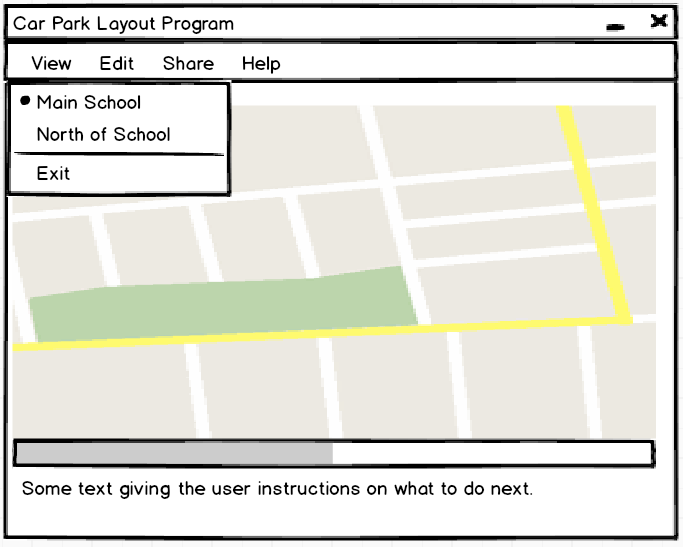 Car Park Layout Program
View Edit Share Help
Main School
North of School
Exit
Some text giving the user instructions on what to do next.